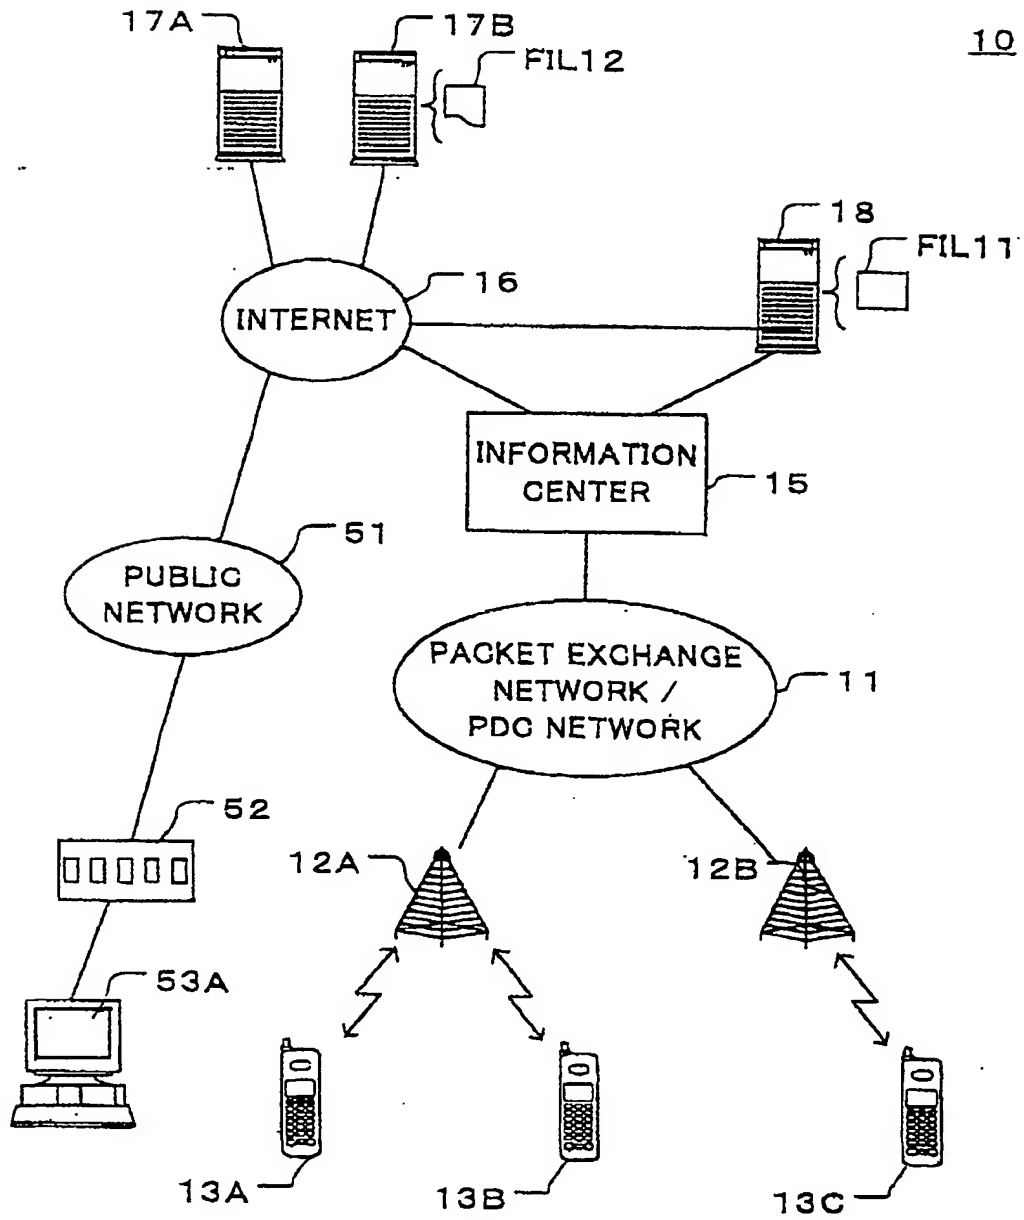 17A
17B
10
FIL12
18
FIL11
16
INTERNET
INFORMATION
CENTER
15
51
PUBLIC
NETWORK
PACKET EXCHANGE
NETWORK /
PDC NETWORK
11
52
12A
12B
53A
13A
13B
13C